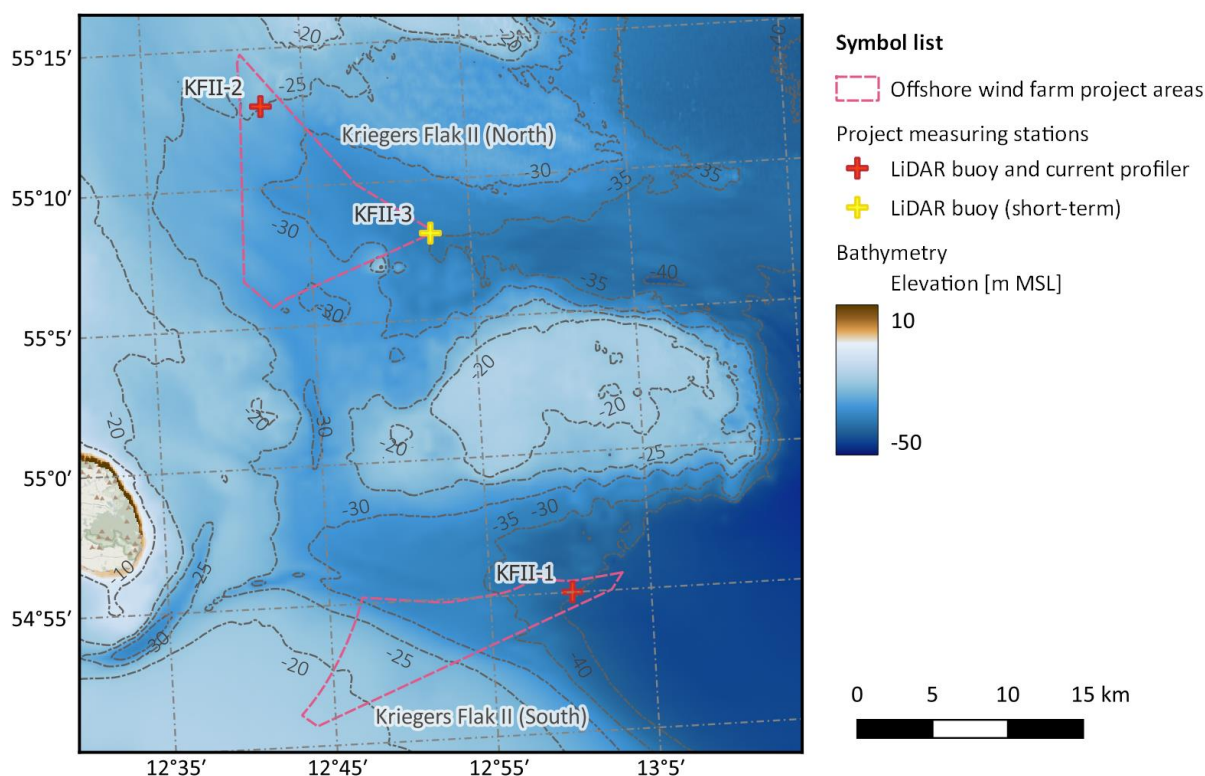 55°15′
55°10′
55°5′
55°0′
54°55′
12°35′
12°45′
12°55′
13°5′
-20
-20
-25
KFII-2
Kriegers Flak II (North)
-30
-35
-35
KFII-3
-30
-35
-40
-30
-20
-20
-20
-30
-20
-20
-25
-30
-35
-30
-10
-25
KFII-1
-30
-20
-25
-40
Kriegers Flak II (South)
Symbol list
Offshore wind farm project areas
Project measuring stations
LiDAR buoy and current profiler
LiDAR buoy (short-term)
Bathymetry
Elevation [m MSL]
10
-50
0 5 10 15 km